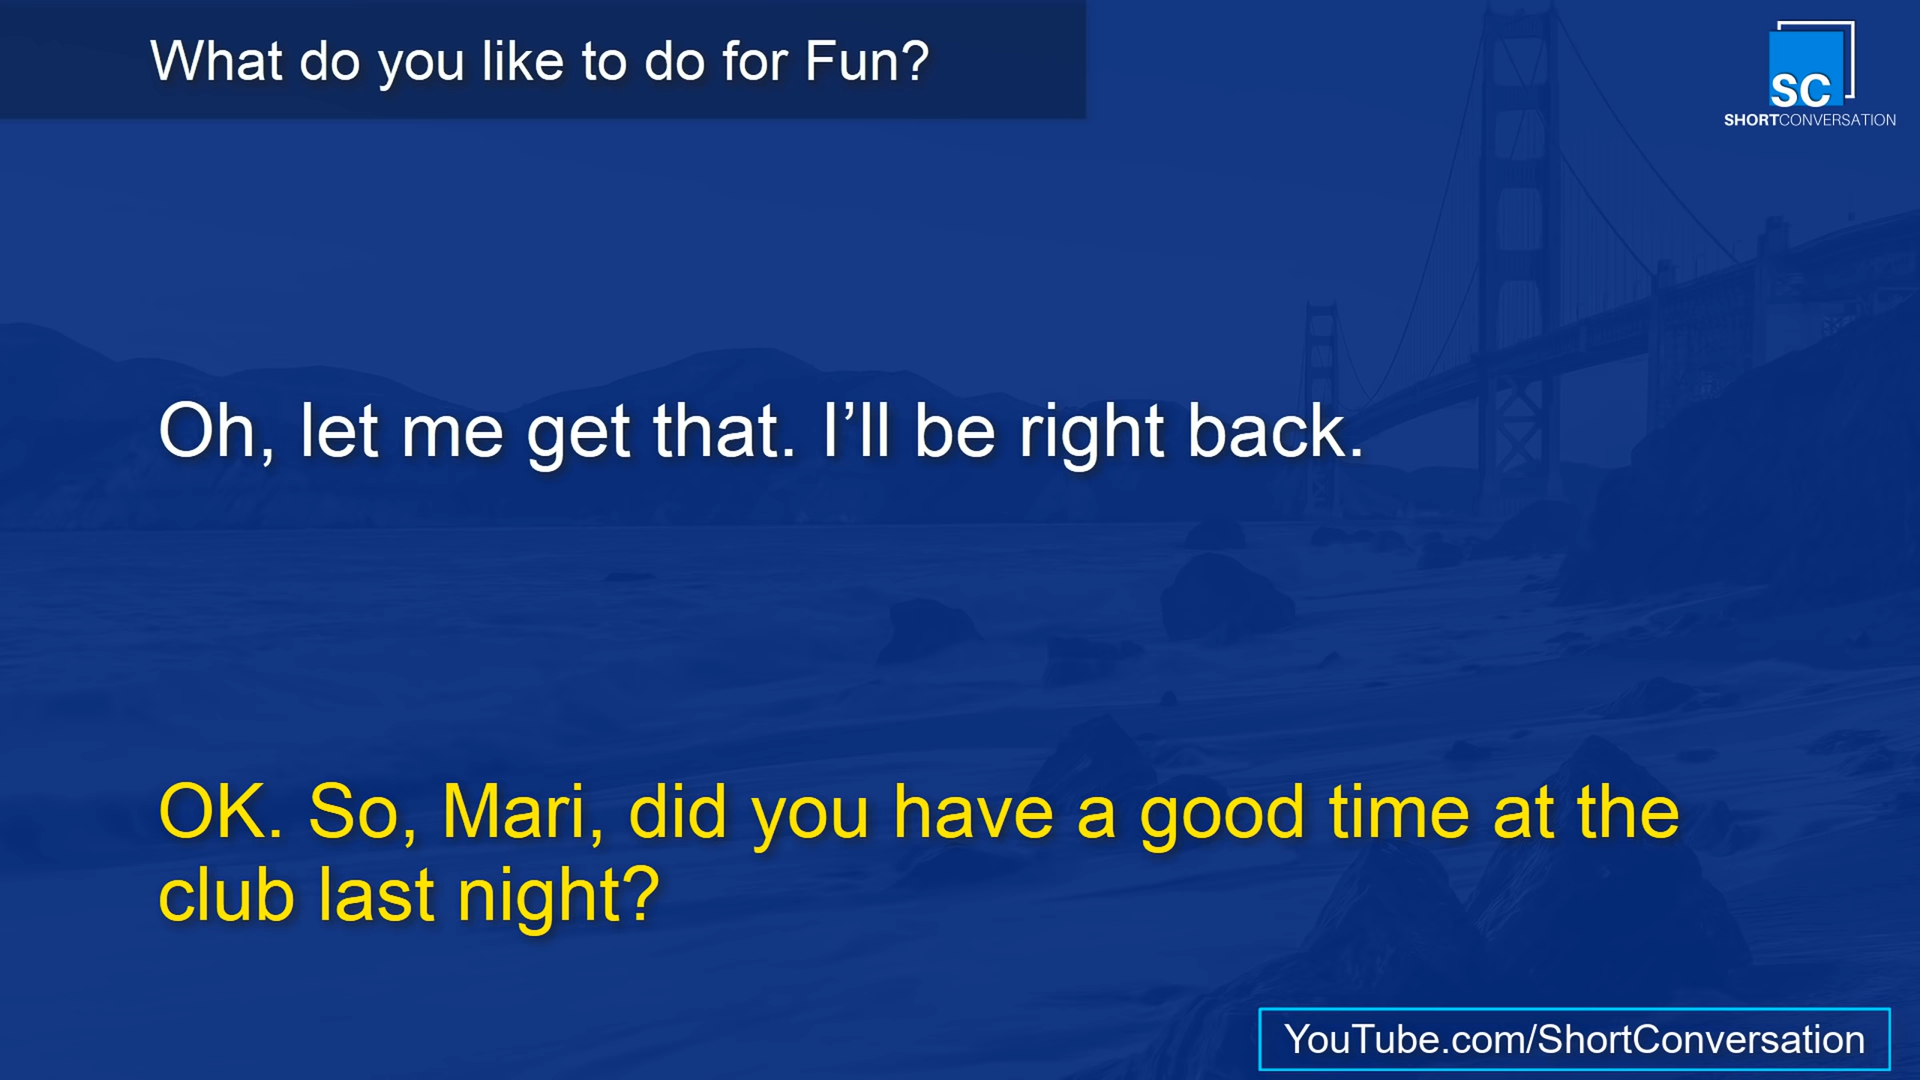 What do you like to do for Fun?
SC
SHORTCONVERSATION
Oh, let me get that. I’ll be right back.
OK. So, Mari, did you have a good time at the
club last night?
YouTube.com/ShortConversation